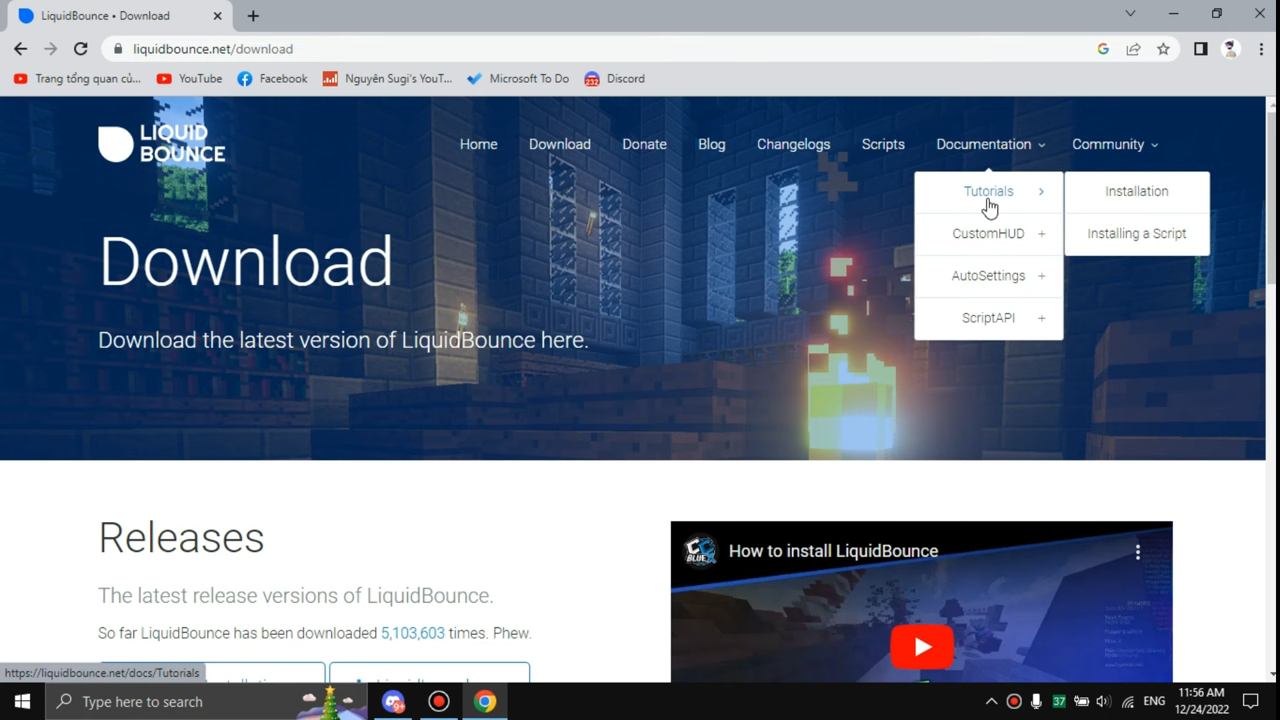 LiquidBounce • Download
liquidbounce.net/download
Trang tổng quan củ...
YouTube
Facebook
Nguyên Sugi's YouT...
Microsoft To Do
Discord
LIQUID
BOUNCE
Home
Download
Donate
Blog
Changelogs
Scripts
Documentation
Community
Tutorials
Installation
CustomHUD +
Installing a Script
AutoSettings +
ScriptAPI +
Download
Download the latest version of LiquidBounce here.
Releases
The latest release versions of LiquidBounce.
So far LiquidBounce has been downloaded 5,103,603 times. Phew.
How to install LiquidBounce
https://liquidbounce.net/docs/Tutorials
Type here to search
9+
37
ENG
11:56 AM
12/24/2022